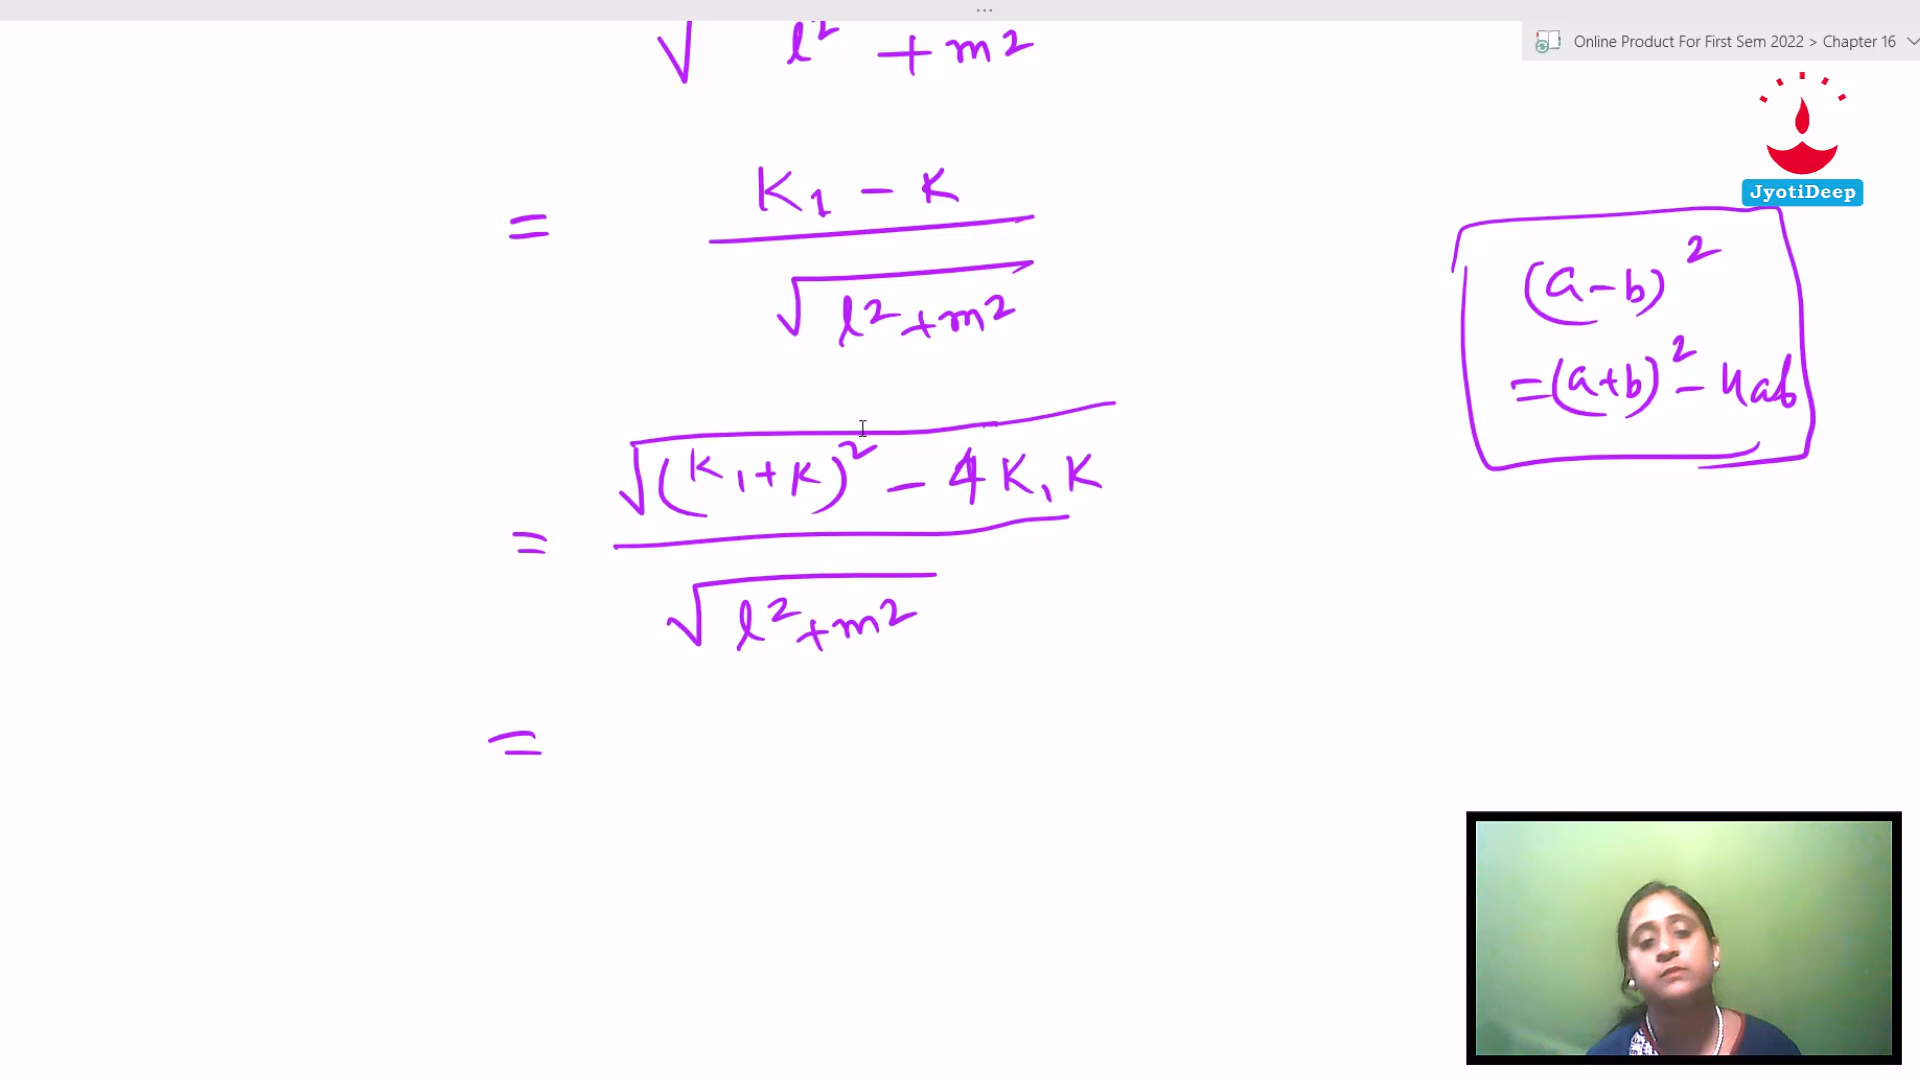 ...
Online Product For First Sem 2022 > Chapter 16
√ l² + m²
JyotiDeep
= K₁ - K
√l²+m²
(a-b)²
=(a+b)² - 4ab
= √(K₁+K)² - 4K₁K
√l²+m²
=